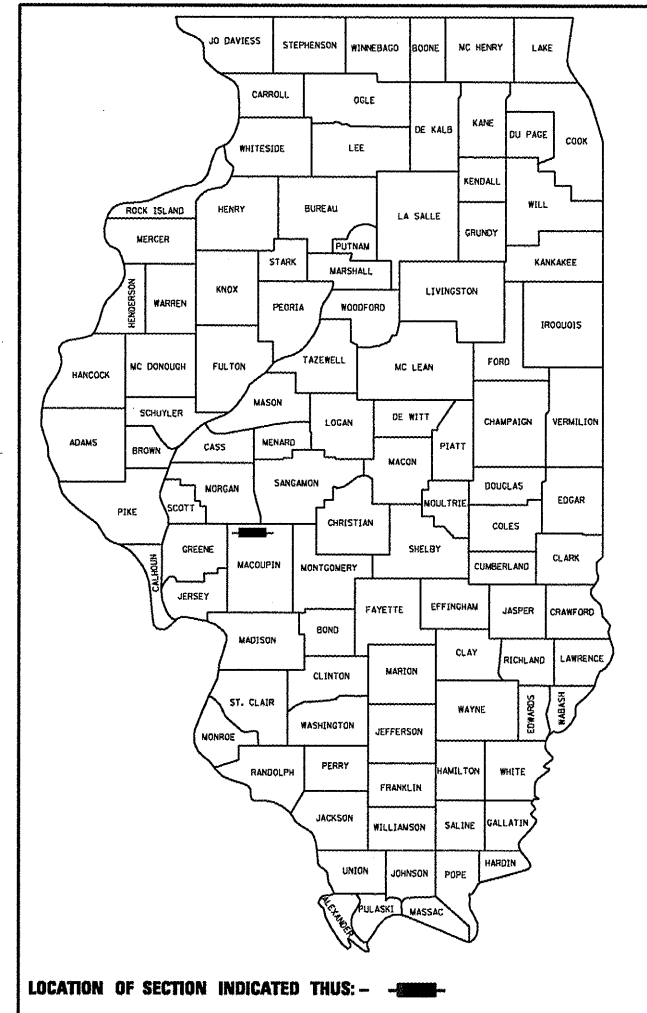 JO DAVIESS STEPHENSON WINNEBAGO BOONE MC HENRY LAKE
CARROLL OGLE DE KALB KANE DU PAGE COOK
WHITESIDE LEE KENDALL WILL
ROCK ISLAND HENRY BUREAU LA SALLE GRUNDY
MERCER STARK PUTNAM KANKAKEE
HENDERSON WARREN KNOX MARSHALL LIVINGSTON
PEORIA WOODFORD IROQUOIS
HANCOCK MC DONOUGH FULTON TAZEWELL MC LEAN FORD
SCHUYLER MASON LOGAN DE WITT CHAMPAIGN VERMILION
ADAMS BROWN CASS MENARD MACON PIATT
MORGAN SANGAMON DOUGLAS EDGAR
PIKE SCOTT CHRISTIAN MOULTRIE COLES
GREENE MACOUPIN MONTGOMERY SHELBY CUMBERLAND CLARK
CALHOUN JERSEY FAYETTE EFFINGHAM JASPER CRAWFORD
MADISON BOND CLAY RICHLAND LAWRENCE
CLINTON MARION
ST. CLAIR WASHINGTON JEFFERSON WAYNE EDWARDS WABASH
MONROE
RANDOLPH PERRY HAMILTON WHITE
FRANKLIN
JACKSON WILLIAMSON SALINE GALLATIN
UNION JOHNSON POPE HARDIN
ALEXANDER PULASKI MASSAC
LOCATION OF SECTION INDICATED THUS: -